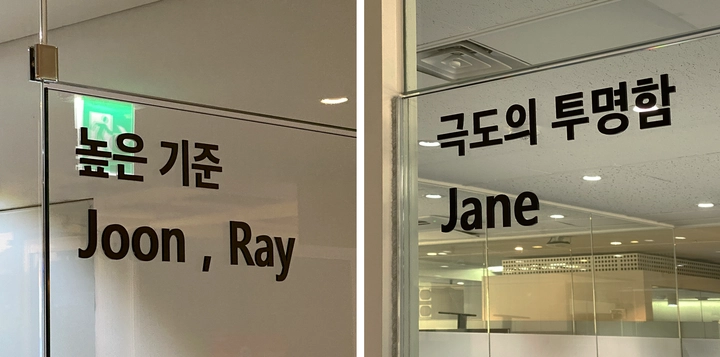 높은 기준
Joon , Ray
극도의 투명함
Jane